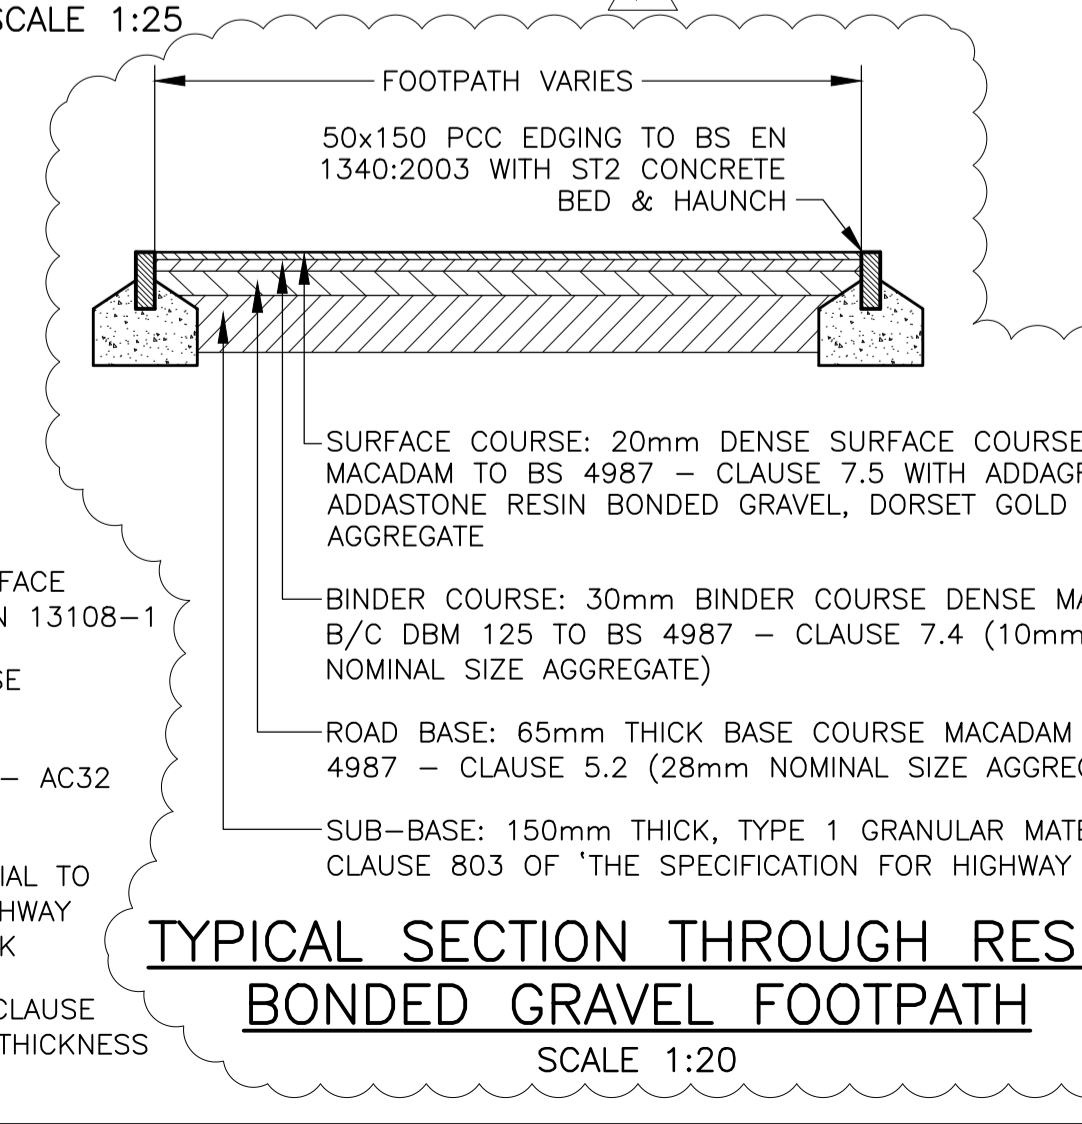 SCALE 1:25
FOOTPATH VARIES
50x150 PCC EDGING TO BS EN
1340:2003 WITH ST2 CONCRETE
BED & HAUNCH
SURFACE COURSE: 20mm DENSE SURFACE COURSE
MACADAM TO BS 4987 – CLAUSE 7.5 WITH
ADDASTONE RESIN BONDED GRAVEL, DORSET GOLD
AGGREGATE
BINDER COURSE: 30mm BINDER COURSE DENSE
B/C DBM 125 TO BS 4987 – CLAUSE 7.4 (10mm
NOMINAL SIZE AGGREGATE)
ROAD BASE: 65mm THICK BASE COURSE MACADAM
4987 – CLAUSE 5.2 (28mm NOMINAL SIZE
SUB–BASE: 150mm THICK, TYPE 1 GRANULAR
CLAUSE 803 OF ‘THE SPECIFICATION FOR HIGHWAY
TYPICAL SECTION THROUGH
BONDED GRAVEL FOOTPATH
SCALE 1:20
13108–1
– AC32
TO
CLAUSE
THICKNESS